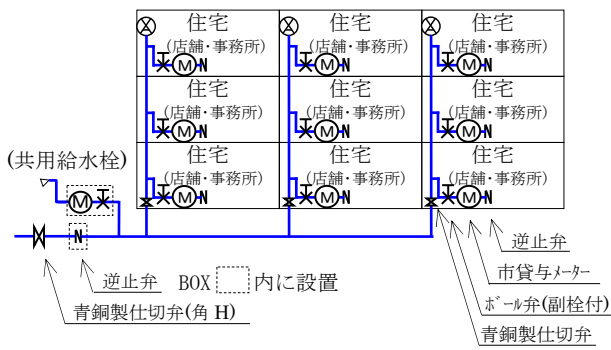 住宅 住宅 住宅
(店舗・事務所) (店舗・事務所) (店舗・事務所)
M N M N M N
住宅 住宅 住宅
(店舗・事務所) (店舗・事務所) (店舗・事務所)
M N M N M N
住宅 住宅 住宅
(共用給水栓)
(店舗・事務所) (店舗・事務所) (店舗・事務所)
M M N M N M N
N
逆止弁
逆止弁 BOX 内に設置
市貸与メーター
青銅製仕切弁(角 H)
ボール弁(副栓付)
青銅製仕切弁